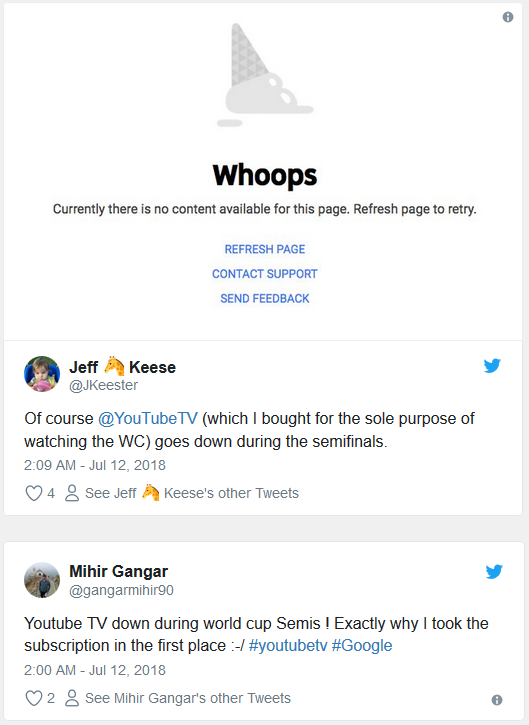 Whoops
Currently there is no content available for this page. Refresh page to retry.
REFRESH PAGE
CONTACT SUPPORT
SEND FEEDBACK
Jeff 🦒 Keese
@JKeester
Of course @YouTubeTV (which I bought for the sole purpose of
watching the WC) goes down during the semifinals.
2:09 AM - Jul 12, 2018
4 See Jeff 🦒 Keese's other Tweets
Mihir Gangar
@gangarmihir90
Youtube TV down during world cup Semis ! Exactly why I took the
subscription in the first place :-/ #youtubetv #Google
2:00 AM - Jul 12, 2018
2 See Mihir Gangar's other Tweets